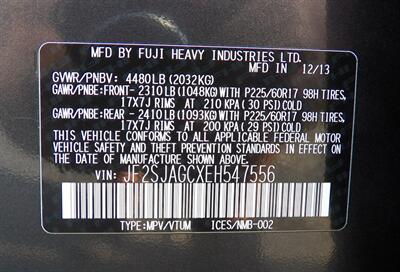 MFD BY FUJI HEAVY INDUSTRIES LTD.
MFD IN 12/13
GVWR/PNBV: 4480LB(2032KG)
GAWR/PNBE:FRONT-2310LB(1048KG)WITH P225/60R17 98H TIRES,
17X7J RIMS AT 210 KPA(30 PSI)COLD
GAWR/PNBE:REAR -2410LB(1093KG)WITH P225/60R17 98H TIRES,
17X7J RIMS AT 200 KPA(29 PSI)COLD
THIS VEHICLE CONFORMS TO ALL APPLICABLE FEDERAL MOTOR
VEHICLE SAFETY, BUMPER, AND THEFT PREVENTION STANDARDS IN
EFFECT ON THE DATE OF MANUFACTURE SHOWN ABOVE.
VIN: JF2SJAGCXEH547556
TYPE:MPV/VTUM ICES/NMB-002